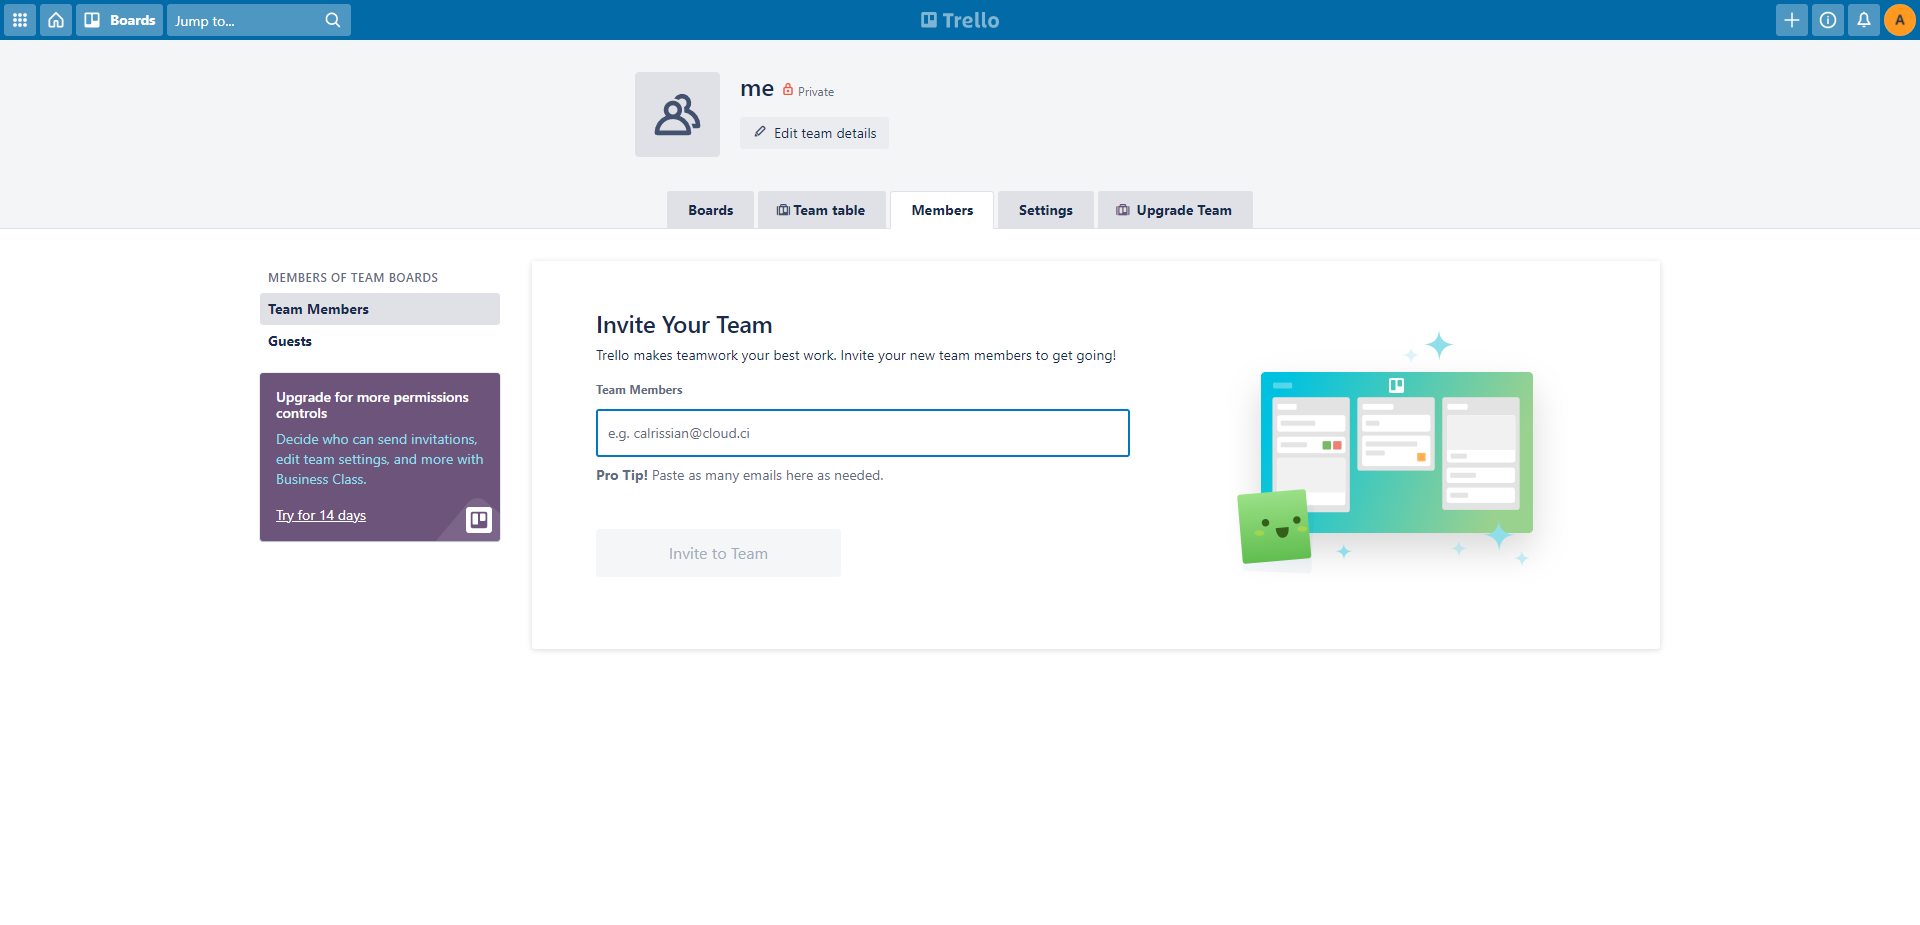 Boards
Jump to...
Trello
A
me
Private
Edit team details
Boards
Team table
Members
Settings
Upgrade Team
MEMBERS OF TEAM BOARDS
Team Members
Guests
Upgrade for more permissions
controls
Decide who can send invitations,
edit team settings, and more with
Business Class.
Try for 14 days
Invite Your Team
Trello makes teamwork your best work. Invite your new team members to get going!
Team Members
e.g. calrissian@cloud.ci
Pro Tip! Paste as many emails here as needed.
Invite to Team